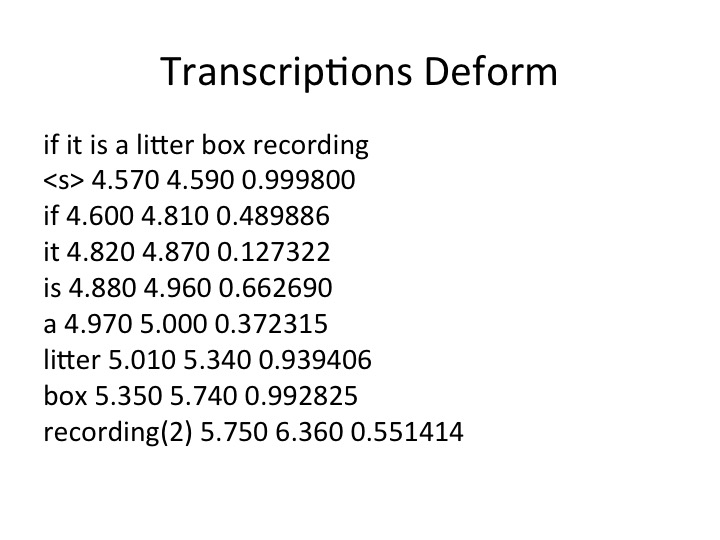 Transcriptions Deform
if it is a litter box recording
<s> 4.570 4.590 0.999800
if 4.600 4.810 0.489886
it 4.820 4.870 0.127322
is 4.880 4.960 0.662690
a 4.970 5.000 0.372315
litter 5.010 5.340 0.939406
box 5.350 5.740 0.992825
recording(2) 5.750 6.360 0.551414